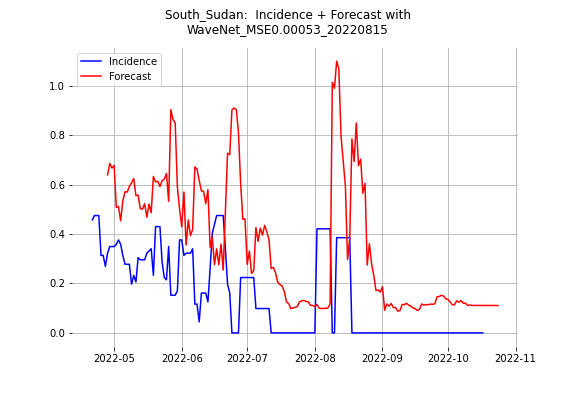 South_Sudan:  Incidence + Forecast with
WaveNet_MSE0.00053_20220815
Incidence
Forecast
1.0
0.8
0.6
0.4
0.2
0.0
2022-05 2022-06 2022-07 2022-08 2022-09 2022-10 2022-11